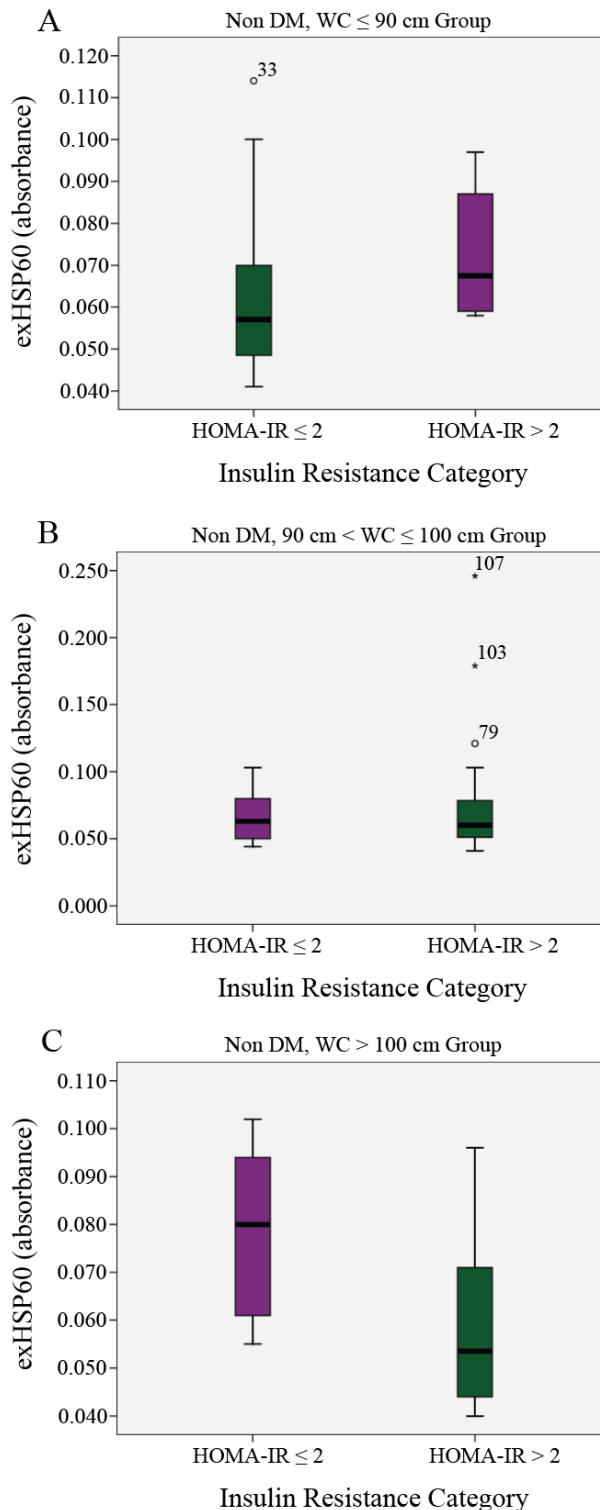 A
Non DM, WC ≤ 90 cm Group
exHSP60 (absorbance)
0.120
0.110
0.100
0.090
0.080
0.070
0.060
0.050
0.040
33
HOMA-IR ≤ 2
HOMA-IR > 2
Insulin Resistance Category
B
Non DM, 90 cm < WC ≤ 100 cm Group
exHSP60 (absorbance)
0.250
0.200
0.150
0.100
0.050
0.000
107
103
79
HOMA-IR ≤ 2
HOMA-IR > 2
Insulin Resistance Category
C
Non DM, WC > 100 cm Group
exHSP60 (absorbance)
0.110
0.100
0.090
0.080
0.070
0.060
0.050
0.040
HOMA-IR ≤ 2
HOMA-IR > 2
Insulin Resistance Category